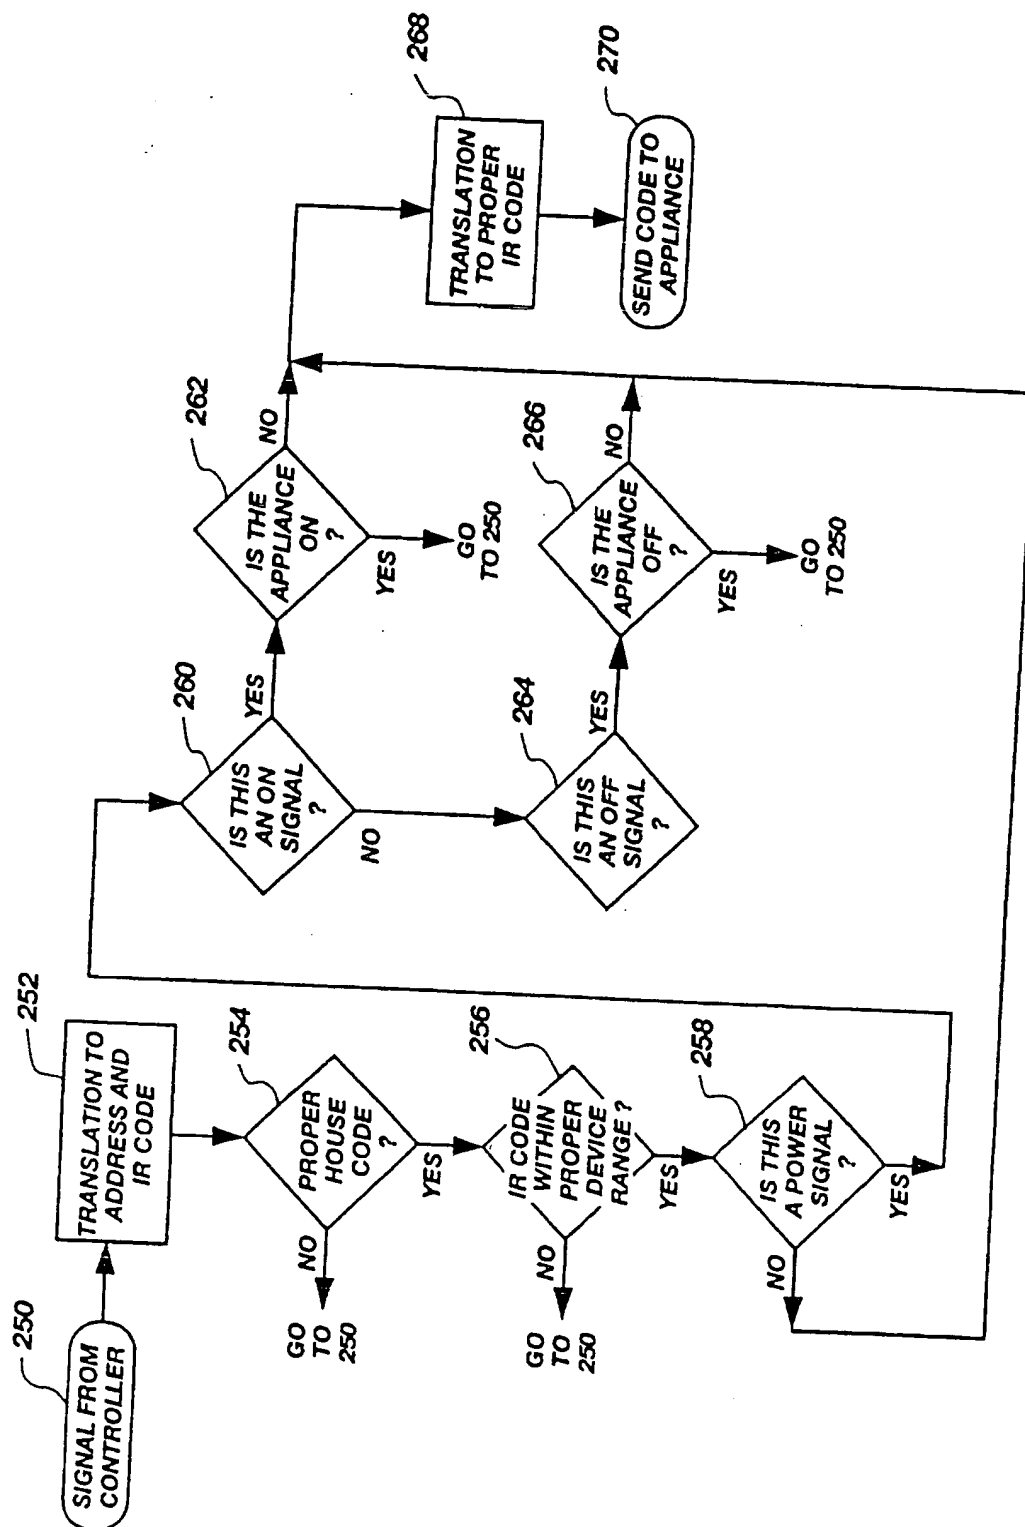 250
SIGNAL FROM
CONTROLLER
252
TRANSLATION TO
ADDRESS AND
IR CODE
254
PROPER
HOUSE
CODE
?
NO
GO
TO
250
YES
256
IR CODE
WITHIN
PROPER
DEVICE
RANGE?
NO
GO
TO
250
YES
258
IS THIS
A POWER
SIGNAL
?
NO
YES
260
IS THIS
AN ON
SIGNAL
?
YES
NO
262
IS THE
APPLIANCE
ON
?
NO
YES
GO
TO 250
264
IS THIS
AN OFF
SIGNAL
?
YES
266
IS THE
APPLIANCE
OFF
?
NO
YES
GO
TO 250
268
TRANSLATION
TO PROPER
IR CODE
270
SEND CODE TO
APPLIANCE